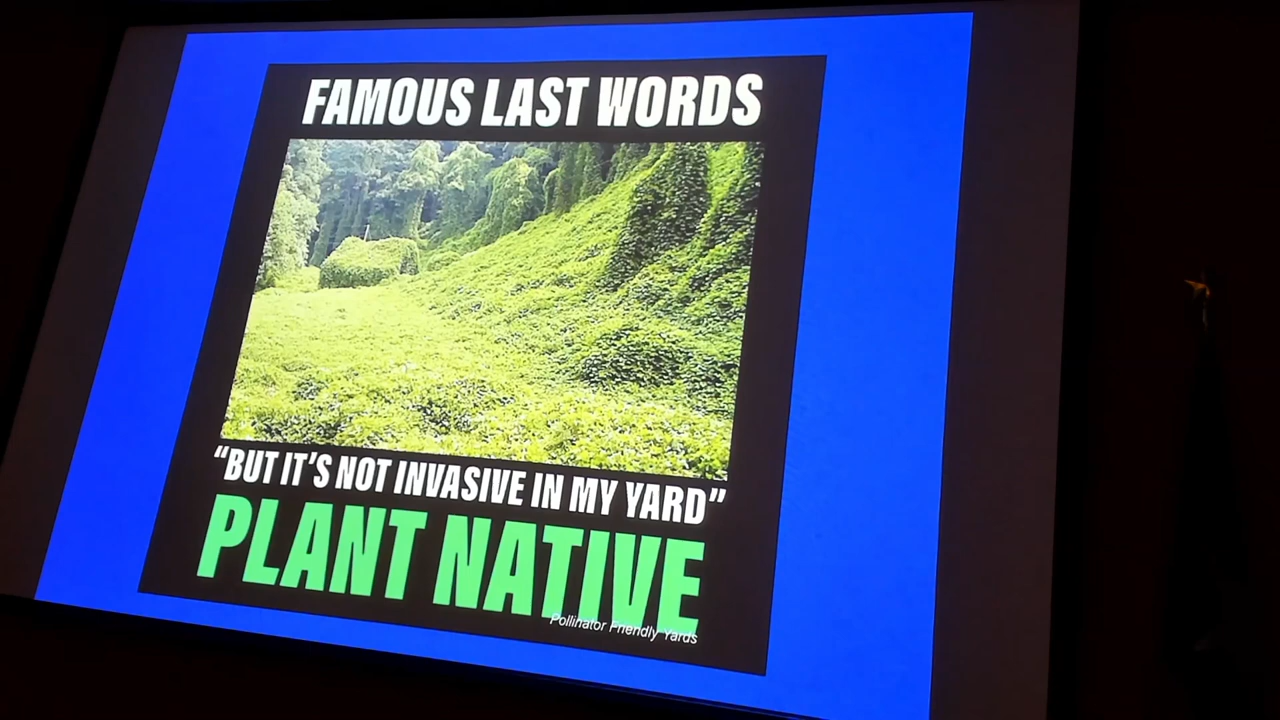 FAMOUS LAST WORDS
“BUT IT’S NOT INVASIVE IN MY YARD”
PLANT NATIVE
Pollinator Friendly Yards